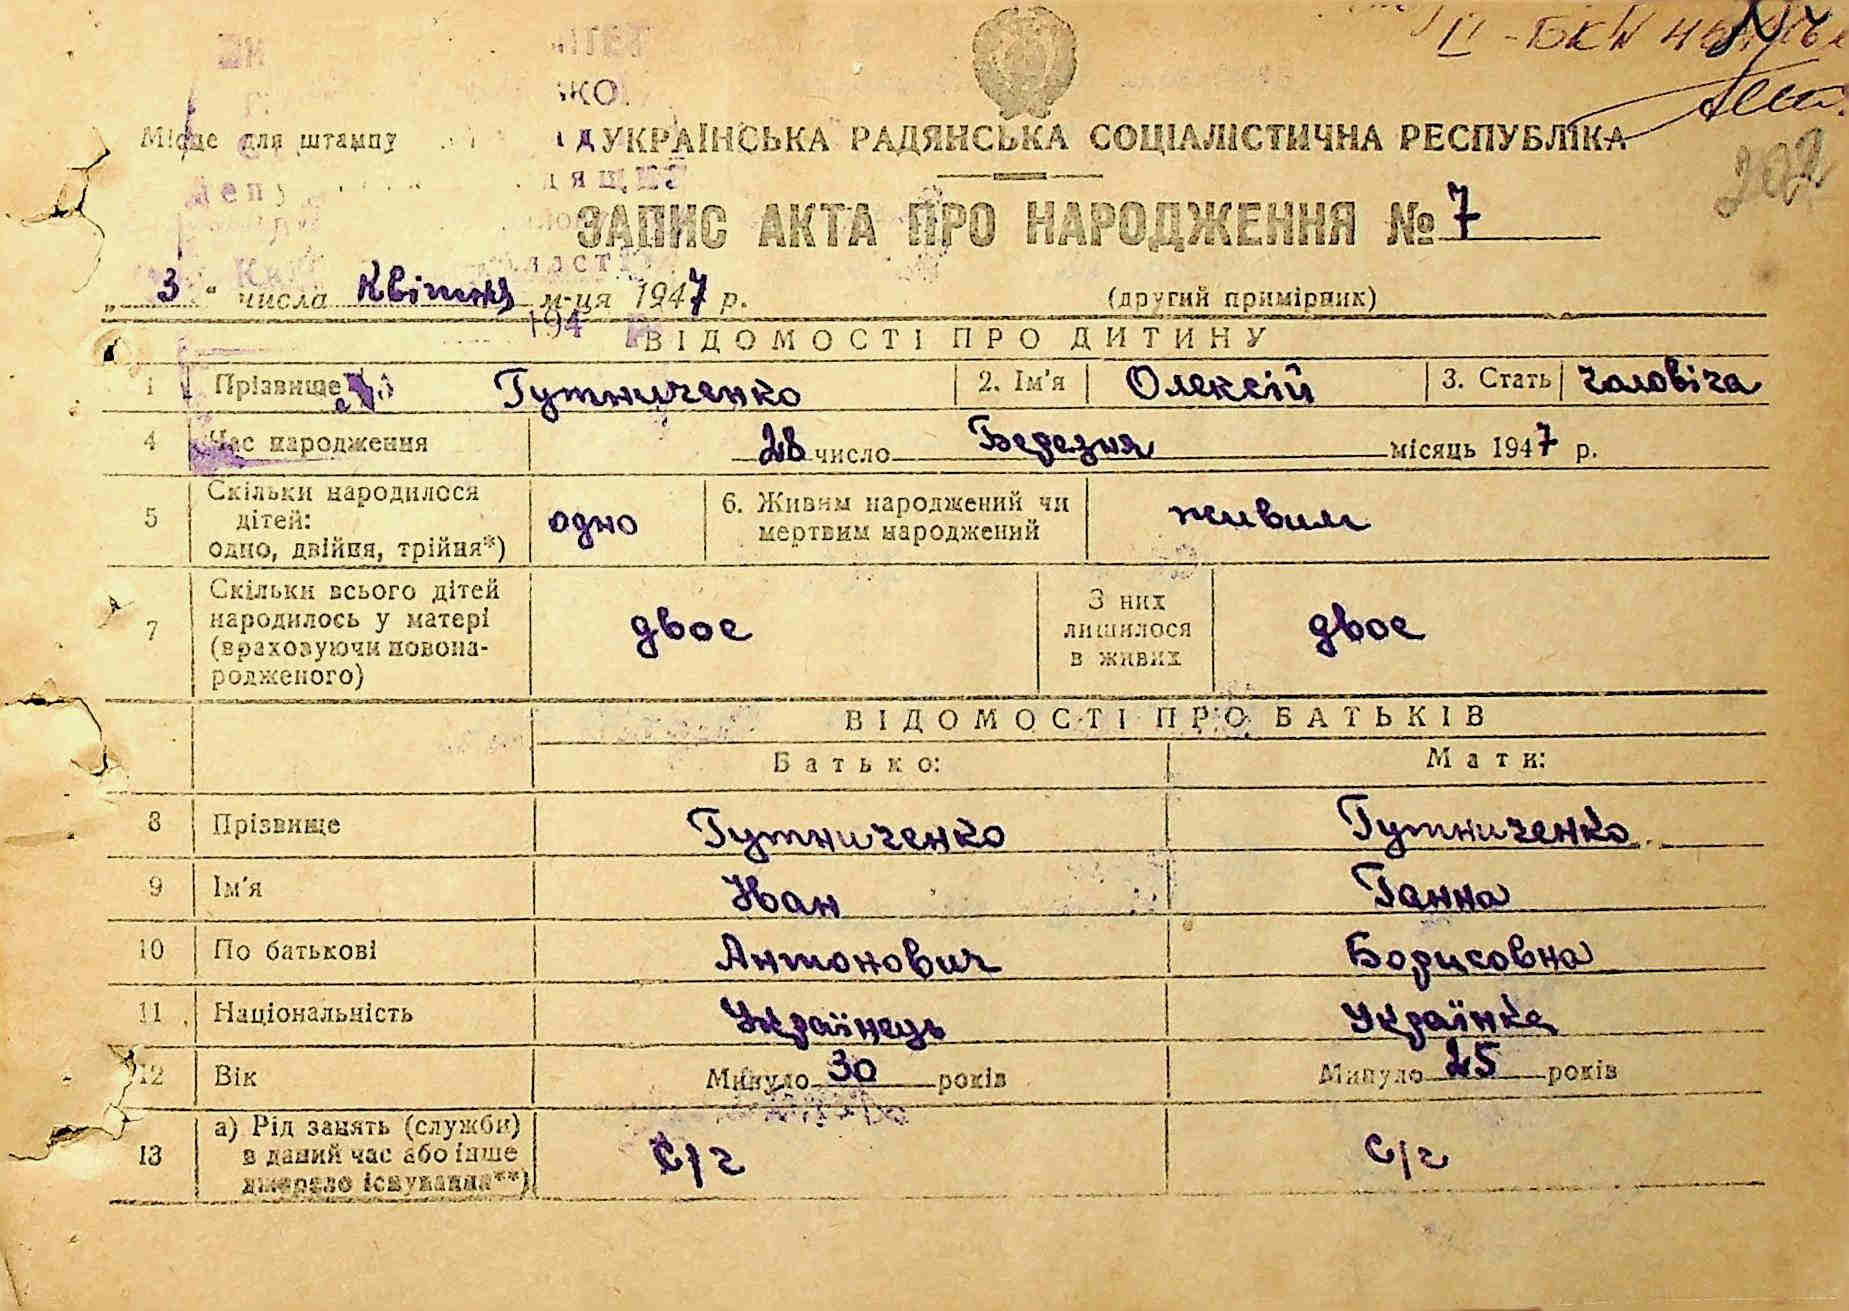 Місце для штампу
УКРАЇНСЬКА РАДЯНСЬКА СОЦІАЛІСТИЧНА РЕСПУБЛІКА
202
ЗАПИС АКТА ПРО НАРОДЖЕННЯ № 7
„3“ числа Квітня м-ця 1947 р. (другий примірник)
194
ВІДОМОСТІ ПРО ДИТИНУ
1 Прізвище Гутниченко 2. Ім'я Олексій 3. Стать чоловіча
4 Час народження 28 число Березня місяць 1947 р.
5 Скільки народилося дітей: одно, двійня, трійня*) одно 6. Живим народжений чи мертвим народжений живим
7 Скільки всього дітей народилось у матері (враховуючи новонародженого) двоє З них лишилося в живих двоє
ВІДОМОСТІ ПРО БАТЬКІВ
Батько: Мати:
8 Прізвище Гутниченко Гутниченко
9 Ім'я Іван Ганна
10 По батькові Антонович Борисовна
11 Національність Українець Українка
12 Вік Минуло 30 років Минуло 25 років
13 а) Рід занять (служби) в даний час або інше джерело існування**) с/г с/г